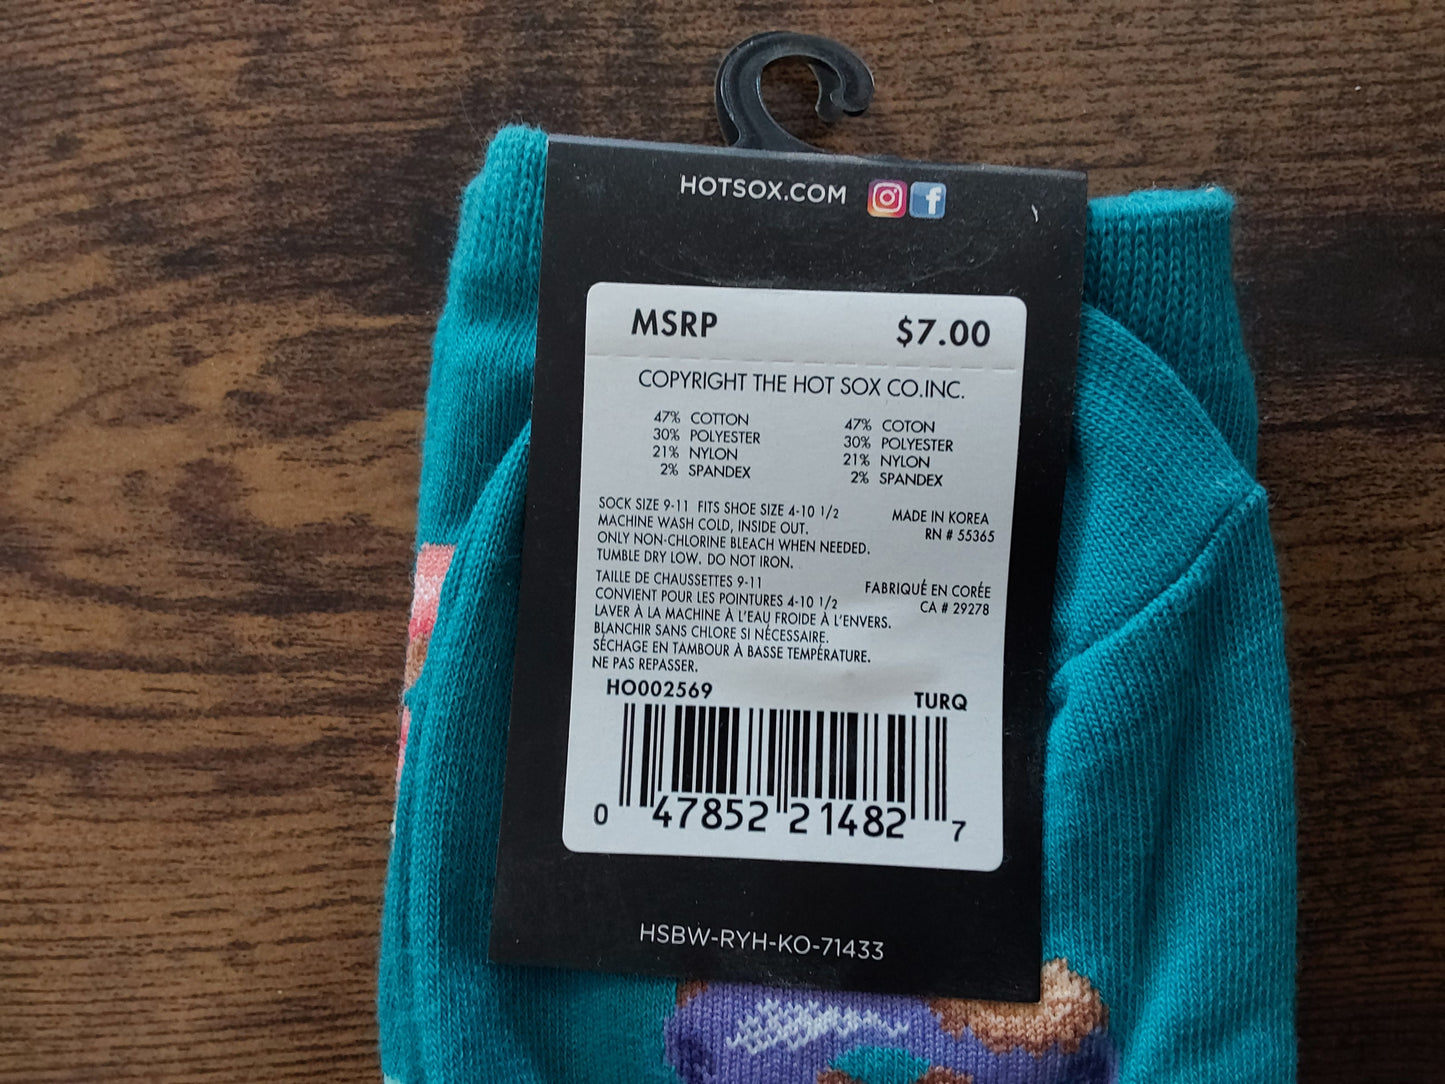 HOTSOX.COM
MSRP $7.00
COPYRIGHT THE HOT SOX CO.INC.
47% COTTON
30% POLYESTER
21% NYLON
2% SPANDEX
47% COTON
30% POLYESTER
21% NYLON
2% SPANDEX
SOCK SIZE 9-11 FITS SHOE SIZE 4-10 1/2
MACHINE WASH COLD, INSIDE OUT.
ONLY NON-CHLORINE BLEACH WHEN NEEDED.
TUMBLE DRY LOW. DO NOT IRON.
MADE IN KOREA
RN # 55365
TAILLE DE CHAUSSETTES 9-11
CONVIENT POUR LES POINTURES 4-10 1/2
LAVER À LA MACHINE À L'EAU FROIDE À L'ENVERS.
BLANCHIR SANS CHLORE SI NÉCESSAIRE.
SÉCHAGE EN TAMBOUR À BASSE TEMPÉRATURE.
NE PAS REPASSER.
FABRIQUÉ EN CORÉE
CA # 29278
HO002569 TURQ
0 47852 21482 7
HSBW-RYH-KO-71433